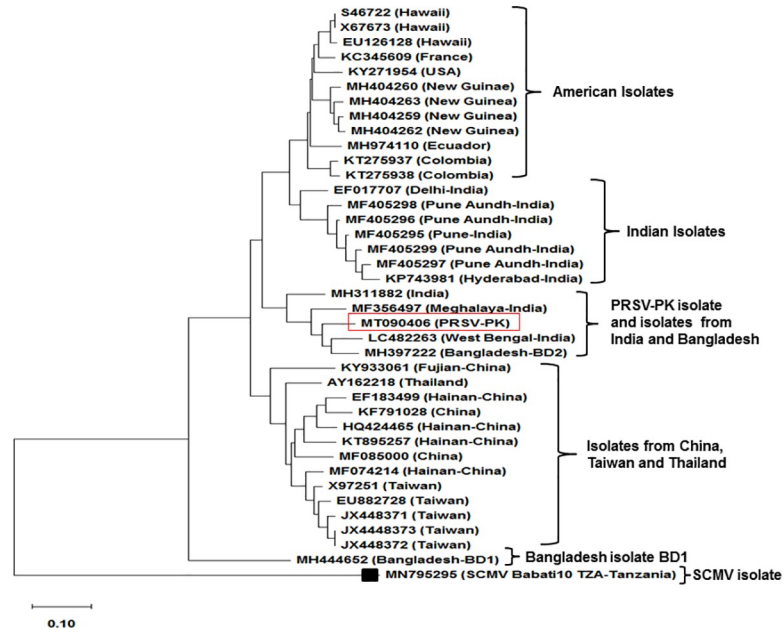 S46722 (Hawaii)
X67673 (Hawaii)
EU126128 (Hawaii)
KC345609 (France)
KY271954 (USA)
MH404260 (New Guinae)
MH404263 (New Guinea)
MH404259 (New Guinea)
MH404262 (New Guinea)
MH974110 (Ecuador)
KT275937 (Colombia)
KT275938 (Colombia)
American Isolates
EF017707 (Delhi-India)
MF405298 (Pune Aundh-India)
MF405296 (Pune Aundh-India)
MF405295 (Pune-India)
MF405299 (Pune Aundh-India)
MF405297 (Pune Aundh-India)
KP743981 (Hyderabad-India)
Indian Isolates
MH311882 (India)
MF356497 (Meghalaya-India)
MT090406 (PRSV-PK)
LC482263 (West Bengal-India)
MH397222 (Bangladesh-BD2)
PRSV-PK isolate
and isolates from
India and Bangladesh
KY933061 (Fujian-China)
AY162218 (Thailand)
EF183499 (Hainan-China)
KF791028 (China)
HQ424465 (Hainan-China)
KT895257 (Hainan-China)
MF085000 (China)
MF074214 (Hainan-China)
X97251 (Taiwan)
EU882728 (Taiwan)
JX448371 (Taiwan)
JX4448373 (Taiwan)
JX448372 (Taiwan)
Isolates from China,
Taiwan and Thailand
MH444652 (Bangladesh-BD1)
Bangladesh isolate BD1
MN795295 (SCMV Babati10 TZA-Tanzania)
SCMV isolate
0.10